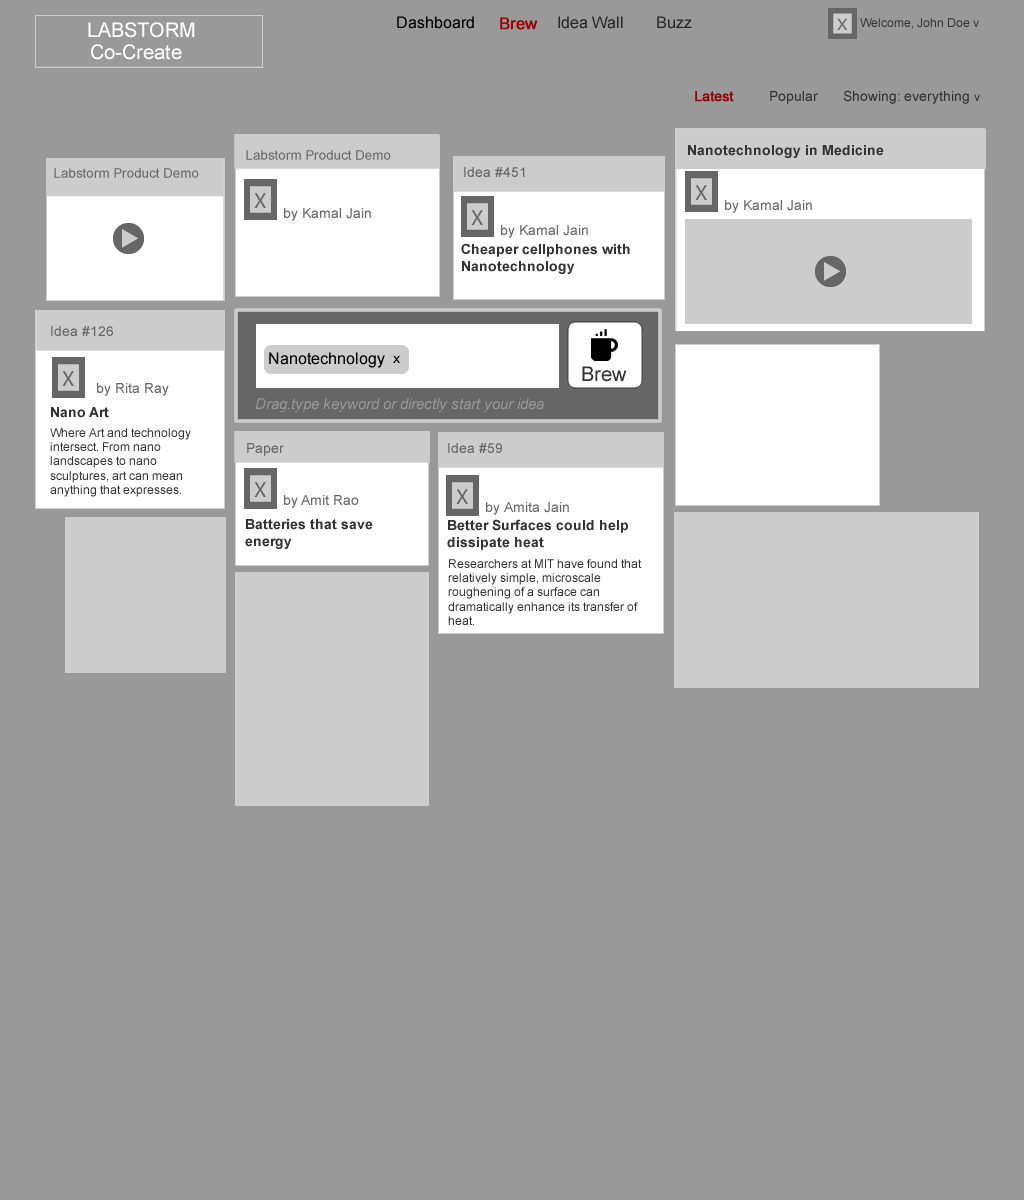 LABSTORM
Co-Create
Dashboard Brew Idea Wall Buzz
X Welcome, John Doe v
Latest Popular Showing: everything v
Labstorm Product Demo
Labstorm Product Demo
X by Kamal Jain
Idea #451
X by Kamal Jain
Cheaper cellphones with
Nanotechnology
Nanotechnology in Medicine
X by Kamal Jain
Idea #126
X by Rita Ray
Nano Art
Where Art and technology
intersect. From nano
landscapes to nano
sculptures, art can mean
anything that expresses.
Nanotechnology x
Brew
Drag,type keyword or directly start your idea
Paper
X by Amit Rao
Batteries that save
energy
Idea #59
X by Amita Jain
Better Surfaces could help
dissipate heat
Researchers at MIT have found that
relatively simple, microscale
roughening of a surface can
dramatically enhance its transfer of
heat.